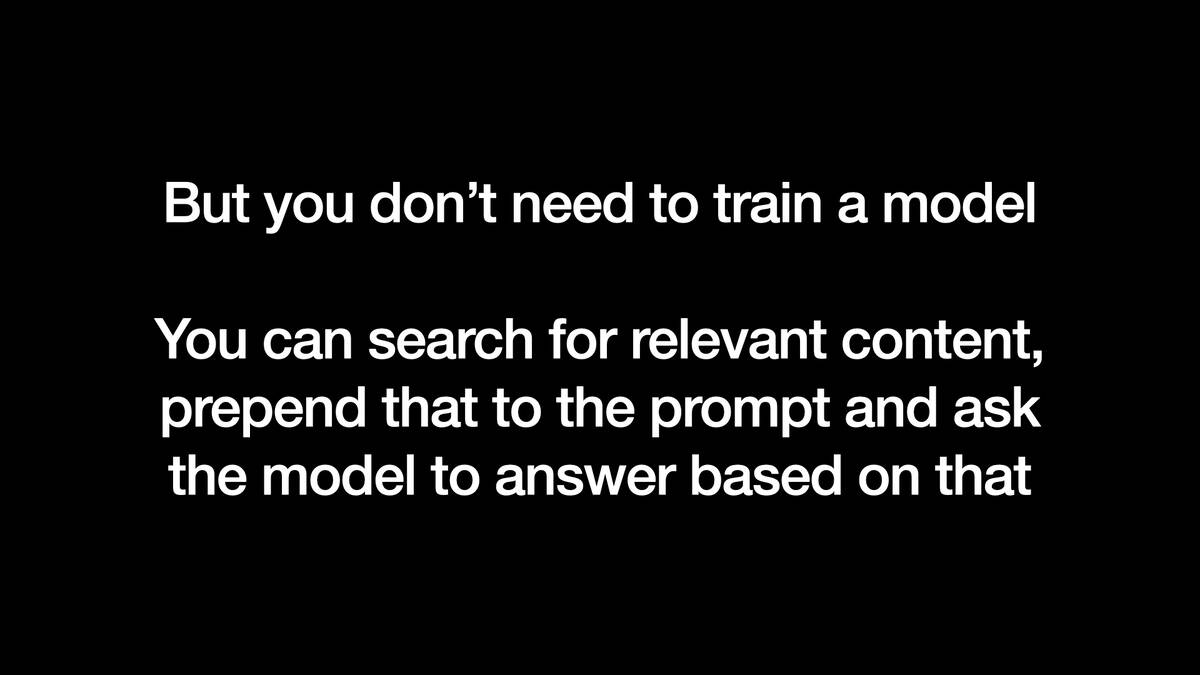 But you don’t need to train a model
You can search for relevant content,
prepend that to the prompt and ask
the model to answer based on that